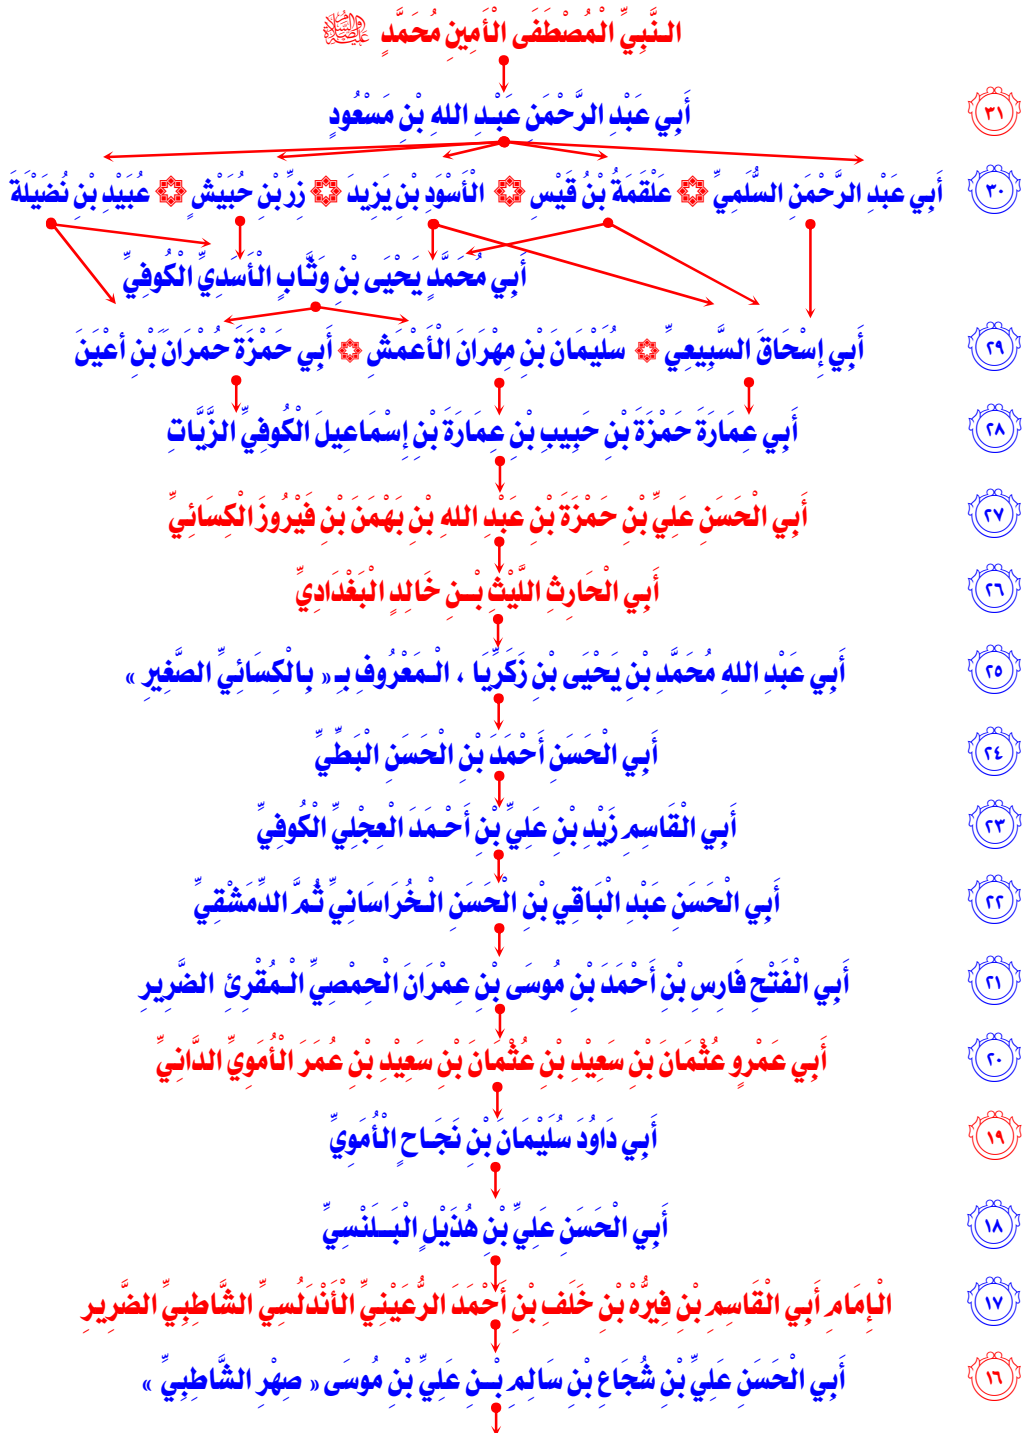 النَّبِيِّ الْمُصْطَفَى الْأَمِينِ مُحَمَّدٍ ﷺ
أَبِي عَبْدِ الرَّحْمَنِ عَبْدِ اللهِ بْنِ مَسْعُودٍ ٣١
أَبِي عَبْدِ الرَّحْمَنِ السُّلَمِيِّ ۞ عَلْقَمَةُ بْنُ قَيْسٍ ۞ الْأَسْوَدِ بْنِ يَزِيدَ ۞ زِرِّ بْنِ حُبَيْشٍ ۞ عُبَيْدِ بْنِ نُضَيْلَةَ ٣٠
أَبِي مُحَمَّدٍ يَحْيَى بْنِ وَثَّابٍ الْأَسَدِيِّ الْكُوفِيِّ
أَبِي إِسْحَاقَ السَّبِيعِيِّ ۞ سُلَيْمَانَ بْنِ مِهْرَانَ الْأَعْمَشِ ۞ أَبِي حَمْزَةَ حُمْرَانَ بْنِ أَعْيَنَ ٢٩
أَبِي عِمَارَةَ حَمْزَةَ بْنِ حَبِيبِ بْنِ عِمَارَةَ بْنِ إِسْمَاعِيلَ الْكُوفِيِّ الزَّيَّاتِ ٢٨
أَبِي الْحَسَنِ عَلِيِّ بْنِ حَمْزَةَ بْنِ عَبْدِ اللهِ بْنِ بَهْمَنَ بْنِ فَيْرُوزَ الْكِسَائِيِّ ٢٧
أَبِي الْحَارِثِ اللَّيْثِ بْنِ خَالِدٍ الْبَغْدَادِيِّ ٢٦
أَبِي عَبْدِ اللهِ مُحَمَّدِ بْنِ يَحْيَى بْنِ زَكَرِّيَا ، الْمَعْرُوفِ بِـ « بِالْكِسَائِيِّ الصَّغِيرِ » ٢٥
أَبِي الْحَسَنِ أَحْمَدَ بْنِ الْحَسَنِ الْبَطِّيِّ ٢٤
أَبِي الْقَاسِمِ زَيْدِ بْنِ عَلِيِّ بْنِ أَحْمَدَ الْعِجْلِيِّ الْكُوفِيِّ ٢٣
أَبِي الْحَسَنِ عَبْدِ الْبَاقِي بْنِ الْحَسَنِ الْخُرَاسَانِيِّ ثُمَّ الدِّمَشْقِيِّ ٢٢
أَبِي الْفَتْحِ فَارِسِ بْنِ أَحْمَدَ بْنِ مُوسَى بْنِ عِمْرَانَ الْحِمْصِيِّ الْمُقْرِئِ الضَّرِيرِ ٢١
أَبِي عَمْرٍو عُثْمَانَ بْنِ سَعِيْدِ بْنِ عُثْمَانَ بْنِ سَعِيْدِ بْنِ عُمَرَ الْأُمَوِيِّ الدَّانِيِّ ٢٠
أَبِي دَاوُدَ سُلَيْمَانَ بْنِ نَجَاحٍ الْأُمَوِيِّ ١٩
أَبِي الْحَسَنِ عَلِيِّ بْنِ هُذَيْلٍ الْبَلَنْسِيِّ ١٨
الْإِمَامِ أَبِي الْقَاسِمِ بْنِ فِيرُّهْ بْنِ خَلَفِ بْنِ أَحْمَدَ الرُّعَيْنِيِّ الْأَنْدَلُسِيِّ الشَّاطِبِيِّ الضَّرِيرِ ١٧
أَبِي الْحَسَنِ عَلِيِّ بْنِ شُجَاعِ بْنِ سَالِمِ بْنِ عَلِيِّ بْنِ مُوسَى « صِهْرِ الشَّاطِبِيِّ » ١٦